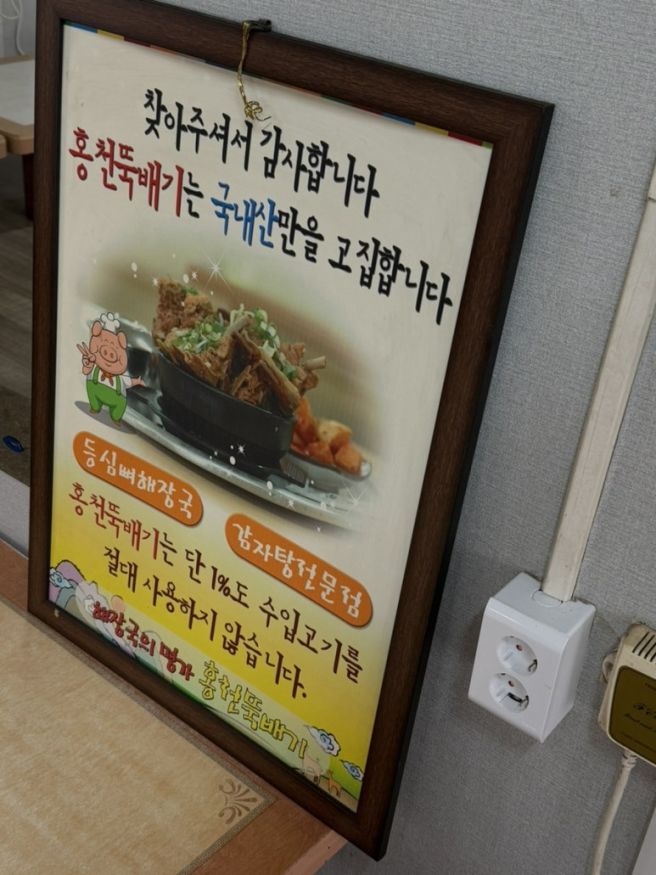 찾아주셔서 감사합니다
홍천뚝배기는 국내산만을 고집합니다
등심뼈해장국
감자탕전문점
홍천뚝배기는 단 1%도 수입고기를
절대 사용하지 않습니다.
해장국의 명가 홍천뚝배기